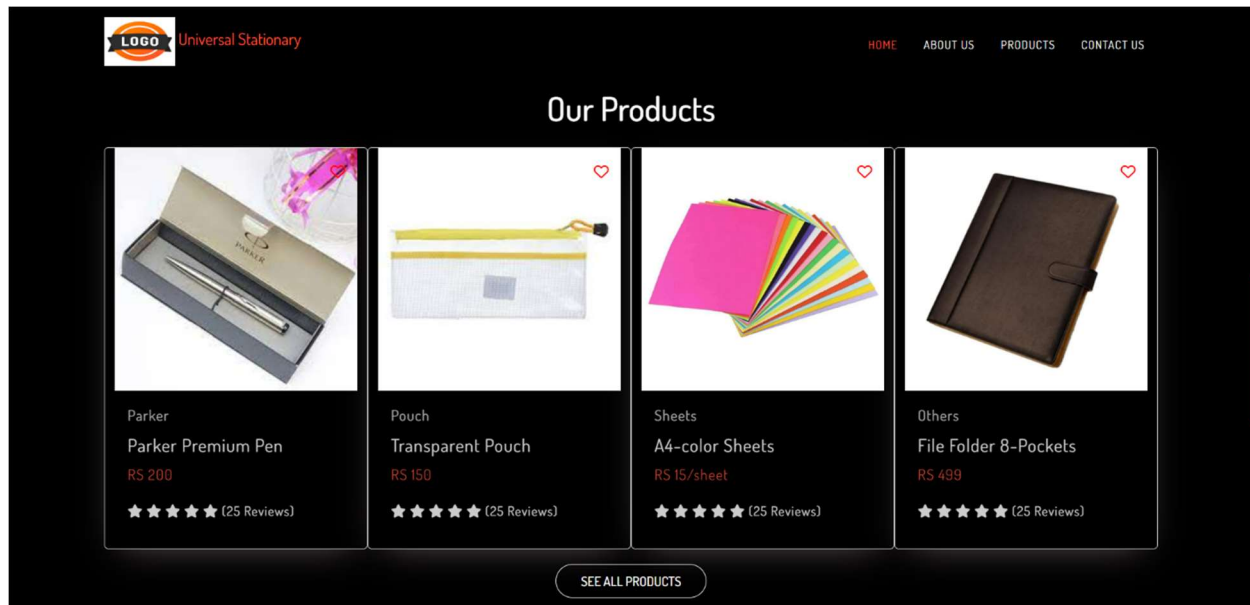 LOGO
Universal Stationary
HOME
ABOUT US
PRODUCTS
CONTACT US
Our Products
PARKER
Parker
Parker Premium Pen
RS 200
(25 Reviews)
Pouch
Transparent Pouch
RS 150
(25 Reviews)
Sheets
A4-color Sheets
RS 15/sheet
(25 Reviews)
Others
File Folder 8-Pockets
RS 499
(25 Reviews)
SEE ALL PRODUCTS